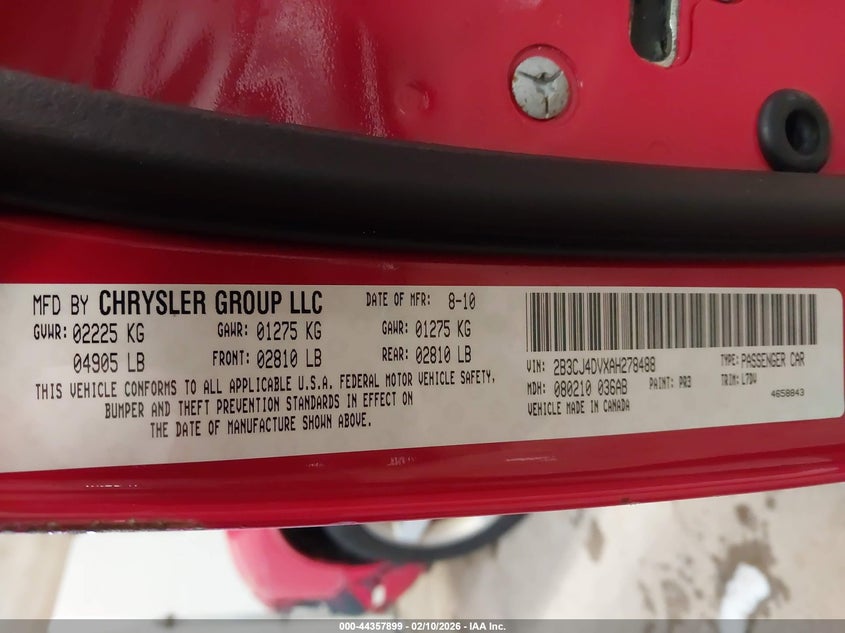 MFD BY CHRYSLER GROUP LLC DATE OF MFR: 8-10
GVWR: 02225 KG GAWR: 01275 KG GAWR: 01275 KG
04905 LB FRONT: 02810 LB REAR: 02810 LB
THIS VEHICLE CONFORMS TO ALL APPLICABLE U.S.A. FEDERAL MOTOR VEHICLE SAFETY,
BUMPER AND THEFT PREVENTION STANDARDS IN EFFECT ON
THE DATE OF MANUFACTURE SHOWN ABOVE.
VIN: 2B3CJ4DVXAH278488 TYPE: PASSENGER CAR
MDH: 080210 036AB PAINT: PR3 TRIM: L7DV
VEHICLE MADE IN CANADA 4658843
000-44357899 - 02/10/2026 - IAA Inc.